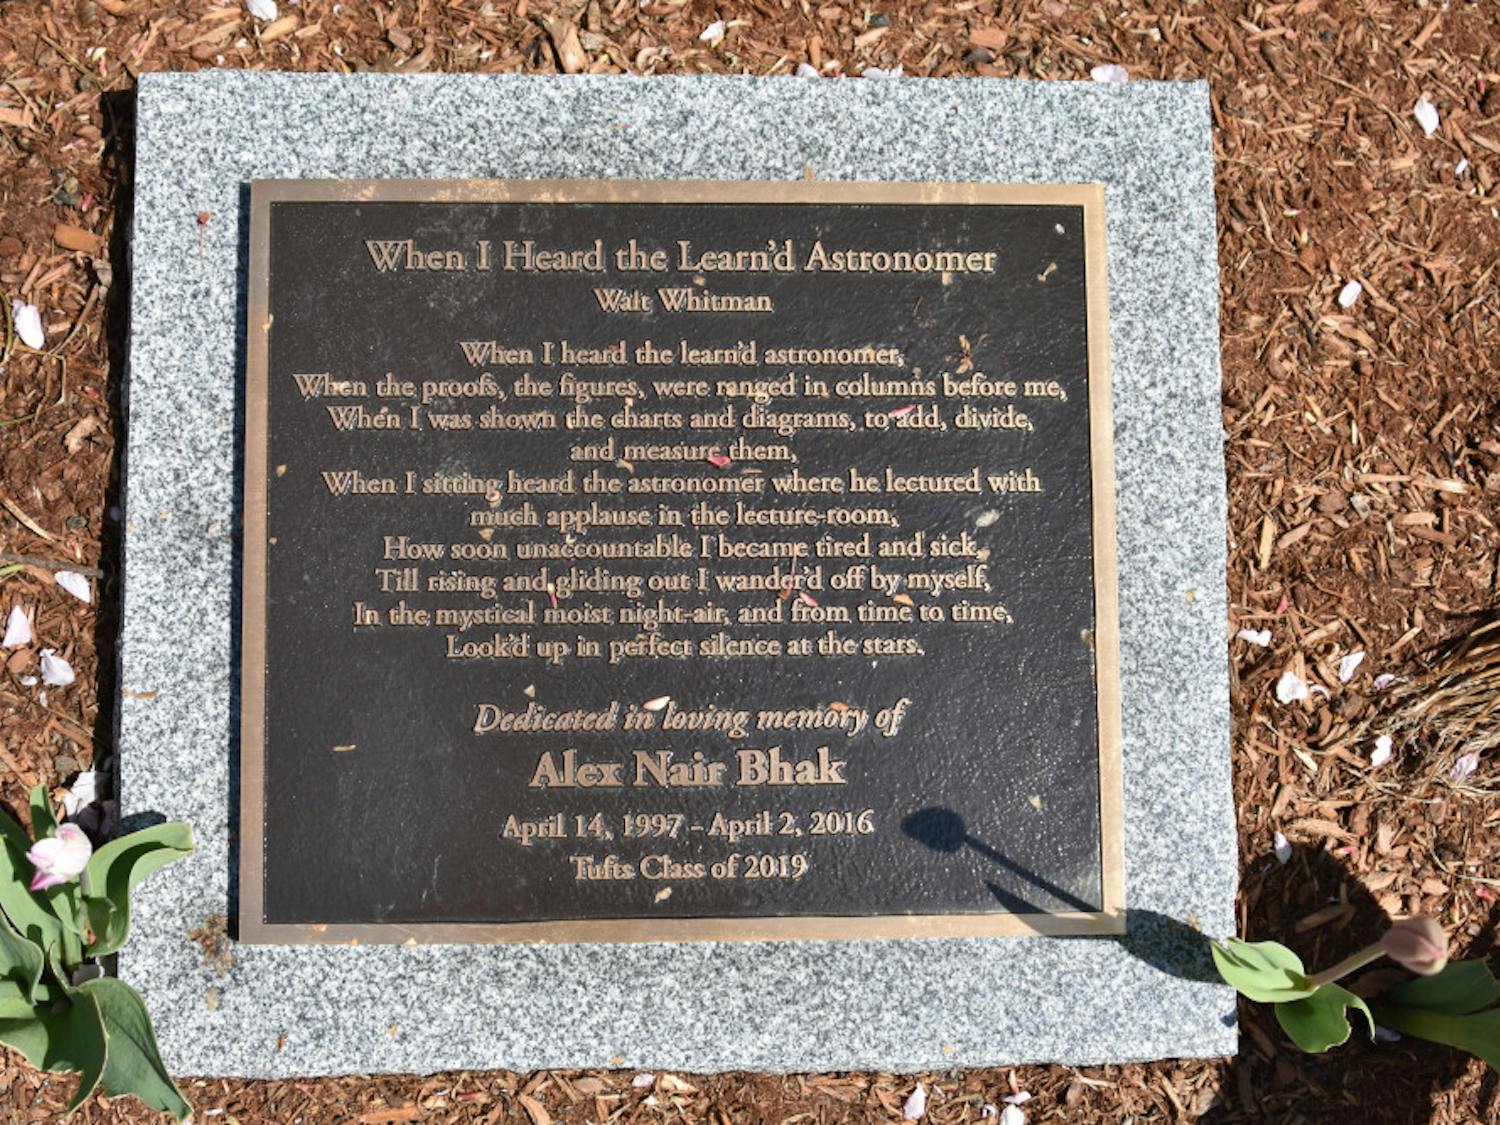 When I Heard the Learn'd Astronomer
Walt Whitman
When I heard the learn'd astronomer,
When the proofs, the figures, were ranged in columns before me,
When I was shown the charts and diagrams, to add, divide,
and measure them,
When I sitting heard the astronomer where he lectured with
much applause in the lecture-room,
How soon unaccountable I became tired and sick,
Till rising and gliding out I wander'd off by myself,
In the mystical moist night-air, and from time to time,
Look'd up in perfect silence at the stars.
Dedicated in loving memory of
Alex Nair Bhak
April 14, 1997 - April 2, 2016
Tufts Class of 2019